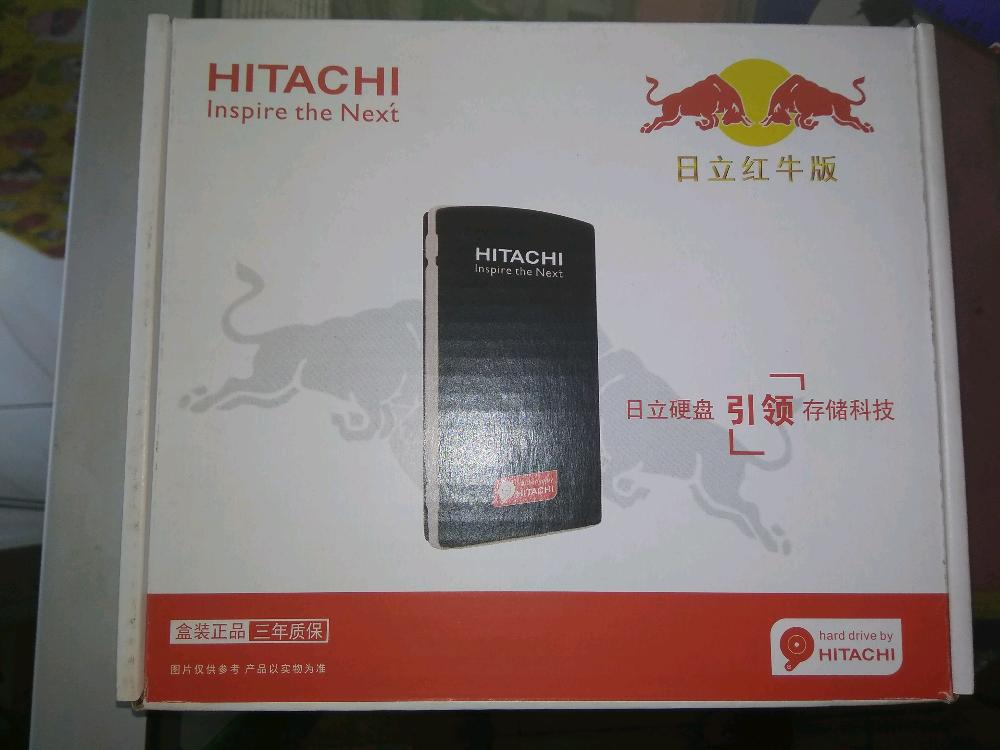 HITACHI
Inspire the Next
日立红牛版
HITACHI
Inspire the Next
日立硬盘 引领 存储科技
HITACHI
盒装正品 三年质保
图片仅供参考 产品以实物为准
hard drive by
HITACHI